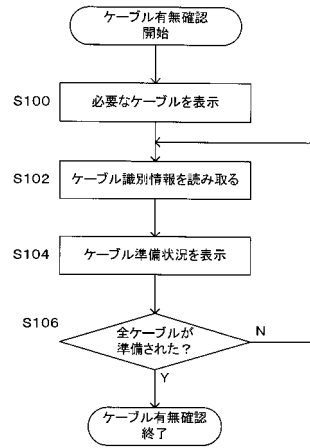 ケーブル有無確認
開始
S100
必要なケーブルを表示
S102
ケーブル識別情報を読み取る
S104
ケーブル準備状況を表示
S106
全ケーブルが
準備された？
N
Y
ケーブル有無確認
終了